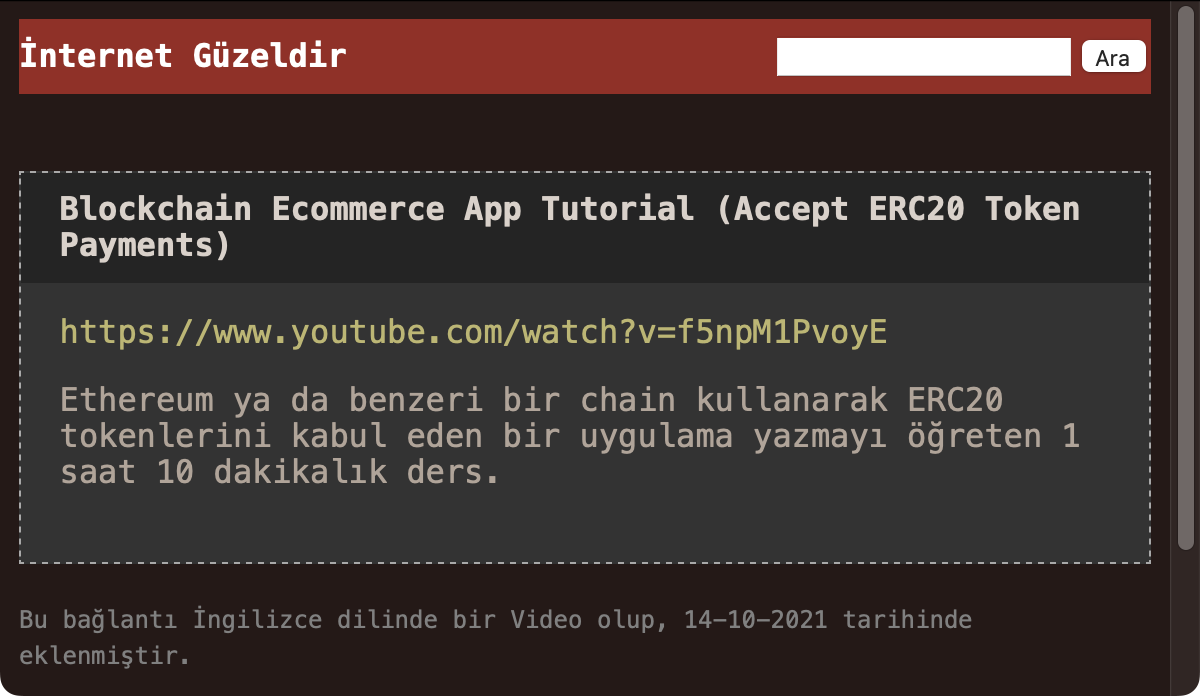 İnternet Güzeldir
Ara
Blockchain Ecommerce App Tutorial (Accept ERC20 Token
Payments)
https://www.youtube.com/watch?v=f5npM1PvoyE
Ethereum ya da benzeri bir chain kullanarak ERC20
tokenlerini kabul eden bir uygulama yazmayı öğreten 1
saat 10 dakikalık ders.
Bu bağlantı İngilizce dilinde bir Video olup, 14-10-2021 tarihinde
eklenmiştir.